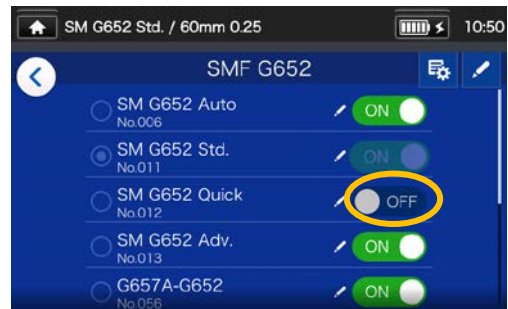 SM G652 Std. / 60mm 0.25 10:50
SMF G652
SM G652 Auto ON
No.006
SM G652 Std. ON
No.011
SM G652 Quick OFF
No.012
SM G652 Adv. ON
No.013
G657A-G652 ON
No.056